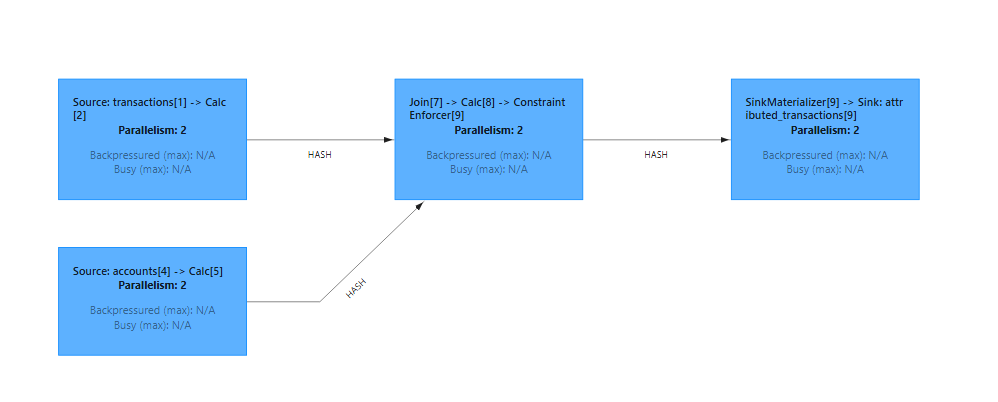 Source: transactions[1] -> Calc
[2]
Parallelism: 2
Backpressured (max): N/A
Busy (max): N/A
HASH
Join[7] -> Calc[8] -> Constraint
Enforcer[9]
Parallelism: 2
Backpressured (max): N/A
Busy (max): N/A
HASH
SinkMaterializer[9] -> Sink: attr
ibuted_transactions[9]
Parallelism: 2
Backpressured (max): N/A
Busy (max): N/A
Source: accounts[4] -> Calc[5]
Parallelism: 2
Backpressured (max): N/A
Busy (max): N/A
HASH